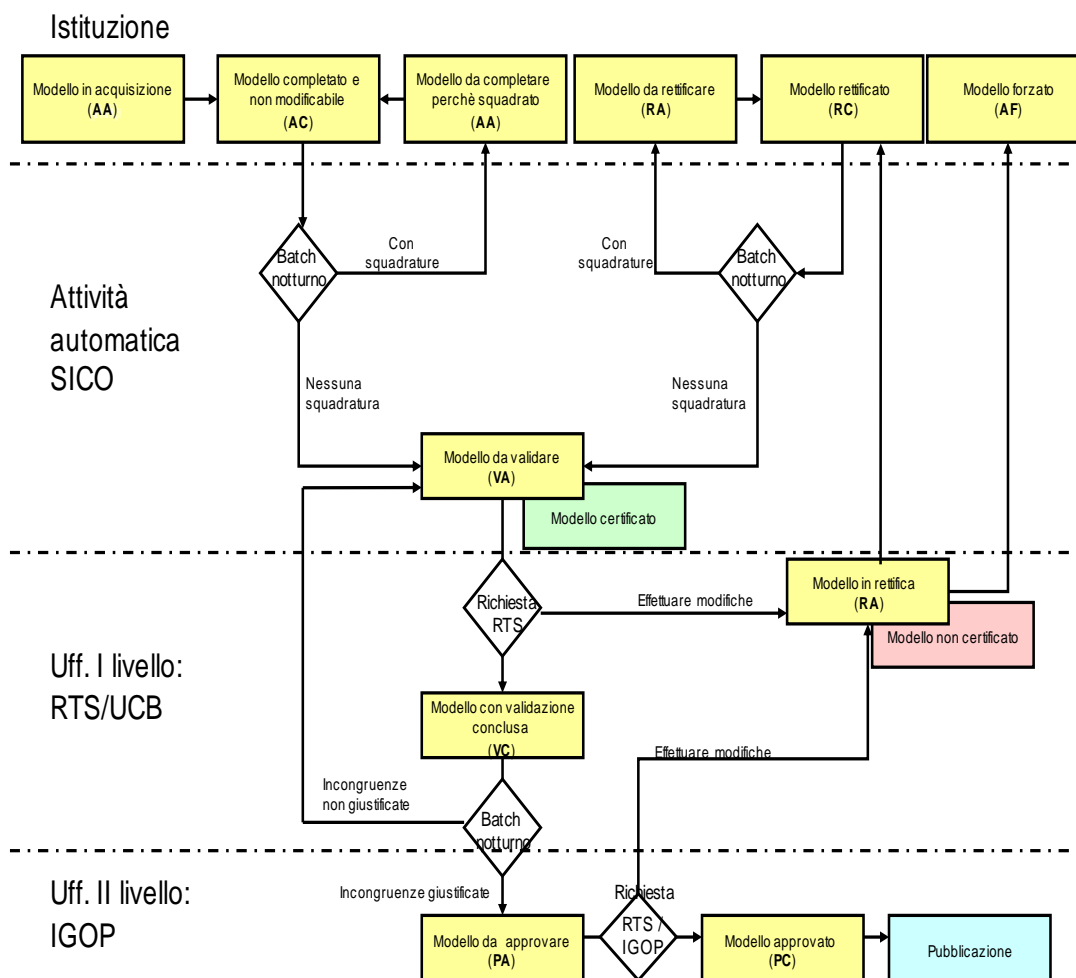 Istituzione
Modello in acquisizione
(AA)
Modello completato e
non modificabile
(AC)
Modello da completare
perchè squadrato
(AA)
Modello da rettificare
(RA)
Modello rettificato
(RC)
Modello forzato
(AF)
Attività
automatica
SICO
Batch
notturno
Con
squadrature
Con
squadrature
Batch
notturno
Nessuna
squadratura
Nessuna
squadratura
Modello da validare
(VA)
Modello certificato
Uff. I livello:
RTS/UCB
Richiesta
RTS
Effettuare modifiche
Modello in rettifica
(RA)
Modello non certificato
Modello con validazione
conclusa
(VC)
Effettuare modifiche
Incongruenze
non giustificate
Batch
notturno
Uff. II livello:
IGOP
Incongruenze giustificate
Modello da approvare
(PA)
Richiesta
RTS /
IGOP
Modello approvato
(PC)
Pubblicazione